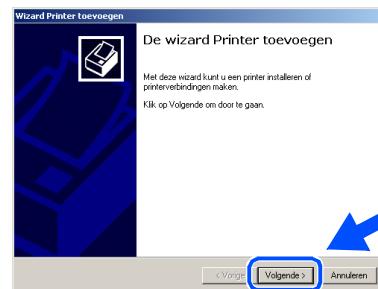 Wizard Printer toevoegen
De wizard Printer toevoegen
Met deze wizard kunt u een printer installeren of
printerverbindingen maken.
Klik op Volgende om door te gaan.
< Vorige Volgende > Annuleren